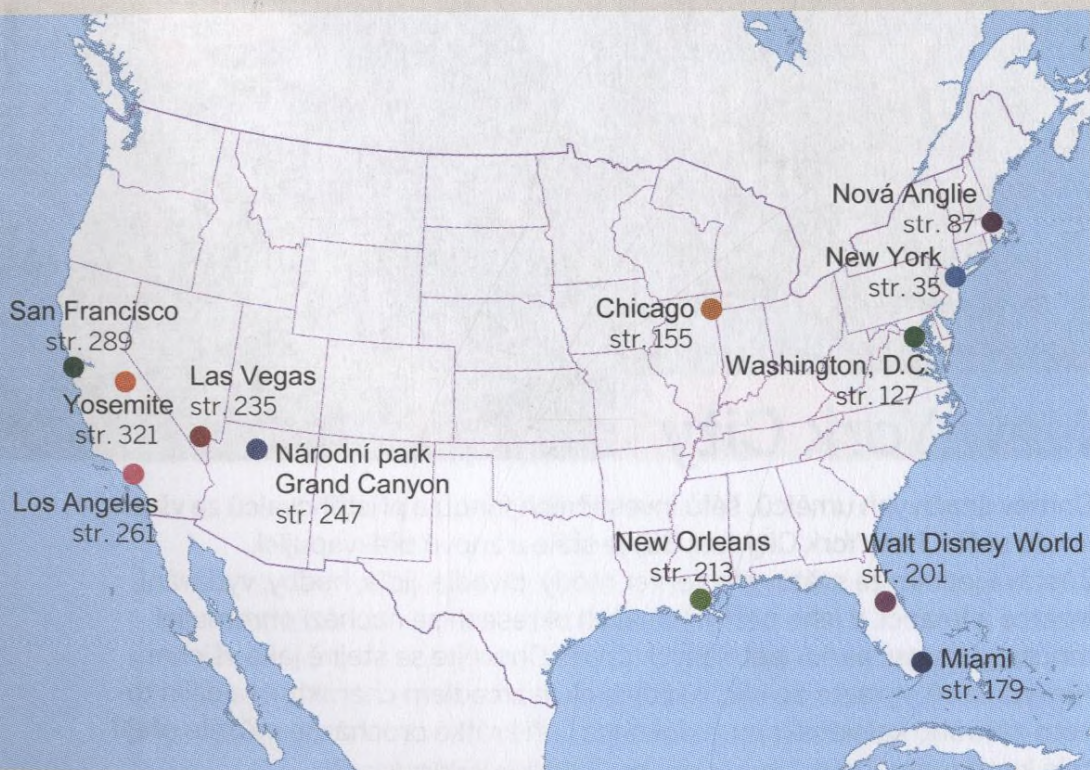 Nová Anglie
str. 87
New York
str. 35
San Francisco
str. 289
Chicago
str. 155
Washington, D.C.
str. 127
Las Vegas
str. 235
Yosemite
str. 321
Národní park
Grand Canyon
str. 247
Los Angeles
str. 261
New Orleans
str. 213
Walt Disney World
str. 201
Miami
str. 179